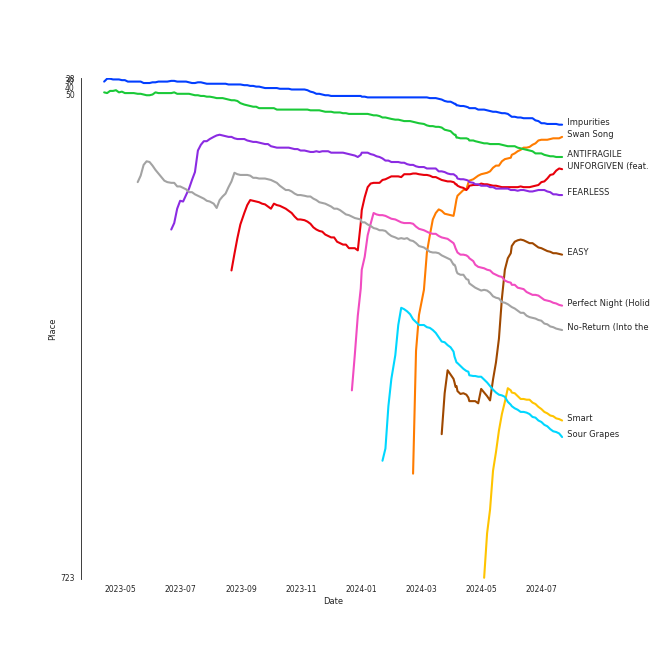 50
Impurities
Swan Song
ANTIFRAGILE
UNFORGIVEN (feat.
FEARLESS
EASY
Perfect Night (Holid
No-Return (Into the
Smart
Sour Grapes
Place
723
2023-05 2023-07 2023-09 2023-11 2024-01 2024-03 2024-05 2024-07
Date